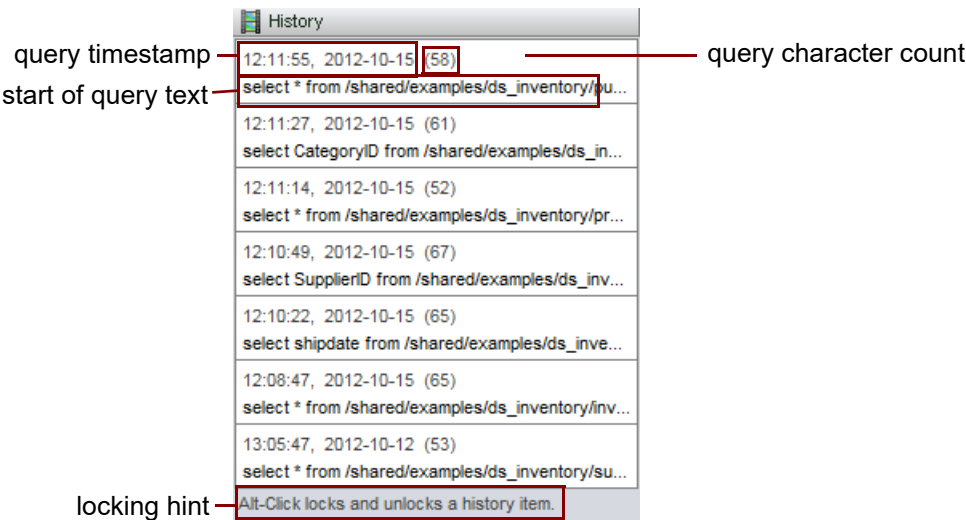 History
query timestamp
12:11:55, 2012-10-15 (58)
query character count
start of query text
select * from /shared/examples/ds_inventory/pu...
12:11:27, 2012-10-15 (61)
select CategoryID from /shared/examples/ds_in...
12:11:14, 2012-10-15 (52)
select * from /shared/examples/ds_inventory/pr...
12:10:49, 2012-10-15 (67)
select SupplierID from /shared/examples/ds_inv...
12:10:22, 2012-10-15 (65)
select shipdate from /shared/examples/ds_inve...
12:08:47, 2012-10-15 (65)
select * from /shared/examples/ds_inventory/inv...
13:05:47, 2012-10-12 (53)
select * from /shared/examples/ds_inventory/su...
locking hint
Alt-Click locks and unlocks a history item.